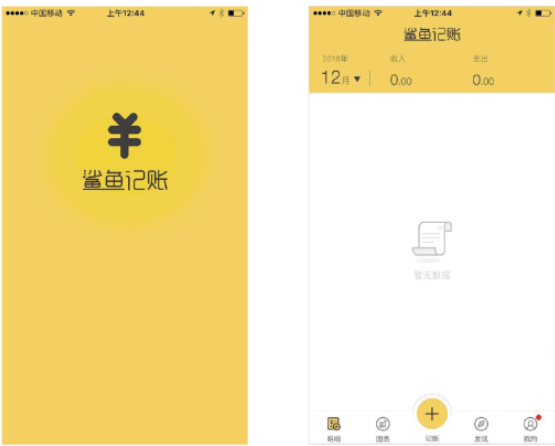 中国移动 上午12:44
¥
鲨鱼记账
中国移动 上午12:44
鲨鱼记账
2018年 收入 支出
12月 0.00 0.00
暂无数据
明细 图表 记账 发现 我的